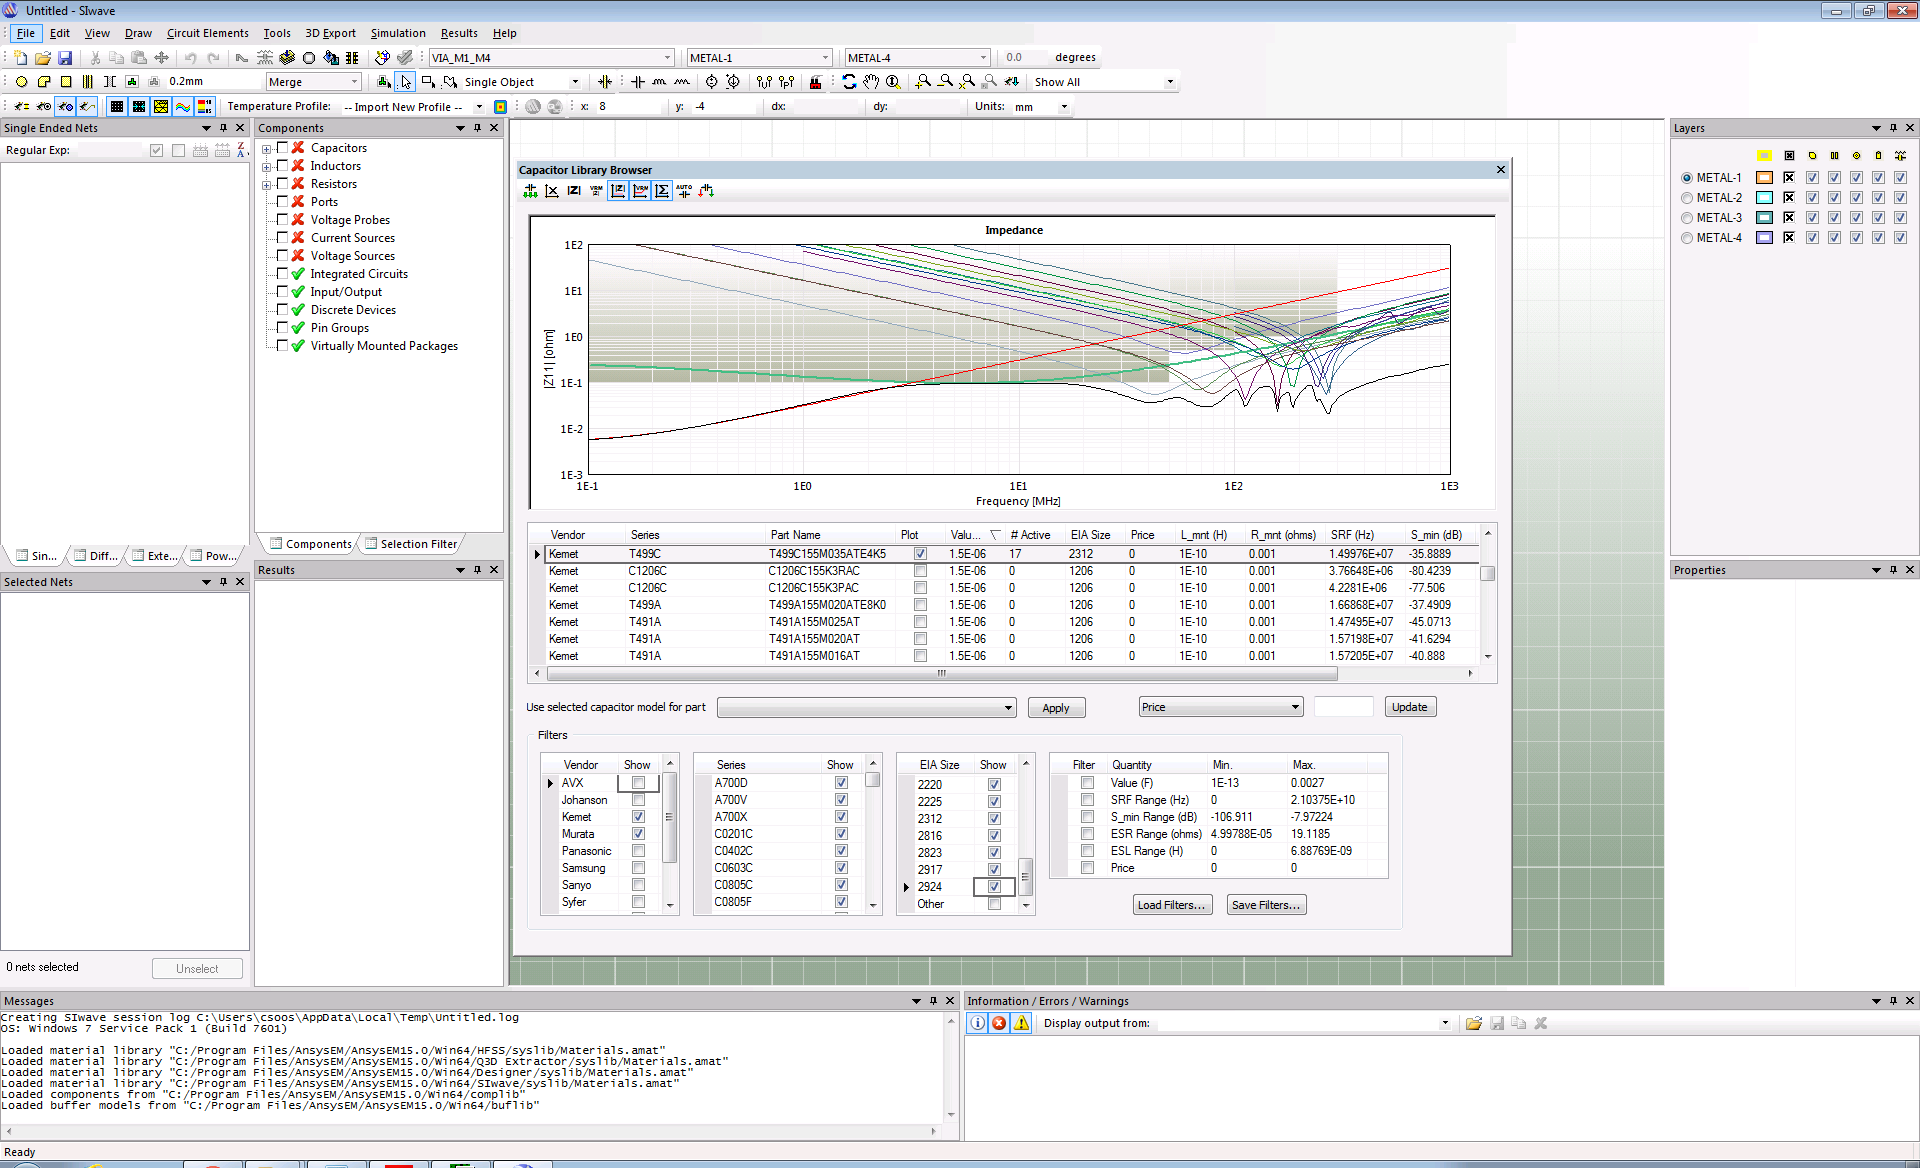 Untitled - SIwave
File Edit View Draw Circuit Elements Tools 3D Export Simulation Results Help
VIA_M1_M4 METAL-1 METAL-4 0.0 degrees
0.2mm Merge Single Object Show All
Temperature Profile: -- Import New Profile -- x: 8 y: -4 dx: dy: Units: mm
Single Ended Nets
Regular Exp:
Sin... Diff... Exte... Pow...
Selected Nets
0 nets selected Unselect
Components
Capacitors
Inductors
Resistors
Ports
Voltage Probes
Current Sources
Voltage Sources
Integrated Circuits
Input/Output
Discrete Devices
Pin Groups
Virtually Mounted Packages
Components Selection Filter
Results
Capacitor Library Browser
Impedance
|Z11| [ohm]
1E2
1E1
1E0
1E-1
1E-2
1E-3
1E-1 1E0 1E1 1E2 1E3
Frequency [MHz]
Vendor Series Part Name Plot Valu... # Active EIA Size Price L_mnt (H) R_mnt (ohms) SRF (Hz) S_min (dB)
Kemet T499C T499C155M035ATE4K5 1.5E-06 17 2312 0 1E-10 0.001 1.49976E+07 -35.8889
Kemet C1206C C1206C155K3RAC 1.5E-06 0 1206 0 1E-10 0.001 3.76648E+06 -80.4239
Kemet C1206C C1206C155K3PAC 1.5E-06 0 1206 0 1E-10 0.001 4.2281E+06 -77.506
Kemet T499A T499A155M020ATE8K0 1.5E-06 0 1206 0 1E-10 0.001 1.66868E+07 -37.4909
Kemet T491A T491A155M025AT 1.5E-06 0 1206 0 1E-10 0.001 1.47495E+07 -45.0713
Kemet T491A T491A155M020AT 1.5E-06 0 1206 0 1E-10 0.001 1.57198E+07 -41.6294
Kemet T491A T491A155M016AT 1.5E-06 0 1206 0 1E-10 0.001 1.57205E+07 -40.888
Use selected capacitor model for part Apply Price Update
Filters
Vendor Show
AVX
Johanson
Kemet
Murata
Panasonic
Samsung
Sanyo
Syfer
Series Show
A700D
A700V
A700X
C0201C
C0402C
C0603C
C0805C
C0805F
EIA Size Show
2220
2225
2312
2816
2823
2917
2924
Other
Filter Quantity Min. Max.
Value (F) 1E-13 0.0027
SRF Range (Hz) 0 2.10375E+10
S_min Range (dB) -106.911 -7.97224
ESR Range (ohms) 4.99788E-05 19.1185
ESL Range (H) 0 6.88769E-09
Price 0 0
Load Filters... Save Filters...
Layers
METAL-1
METAL-2
METAL-3
METAL-4
Properties
Messages
Creating SIwave session log C:\Users\csoos\AppData\Local\Temp\Untitled.log
OS: Windows 7 Service Pack 1 (Build 7601)
Loaded material library "C:/Program Files/AnsysEM/AnsysEM15.0/Win64/HFSS/syslib/Materials.amat"
Loaded material library "C:/Program Files/AnsysEM/AnsysEM15.0/Win64/Q3D Extractor/syslib/Materials.amat"
Loaded material library "C:/Program Files/AnsysEM/AnsysEM15.0/Win64/Designer/syslib/Materials.amat"
Loaded material library "C:/Program Files/AnsysEM/AnsysEM15.0/Win64/SIwave/syslib/Materials.amat"
Loaded components from "C:/Program Files/AnsysEM/AnsysEM15.0/Win64/complib"
Loaded buffer models from "C:/Program Files/AnsysEM/AnsysEM15.0/Win64/buflib"
Information / Errors / Warnings
Display output from:
Ready